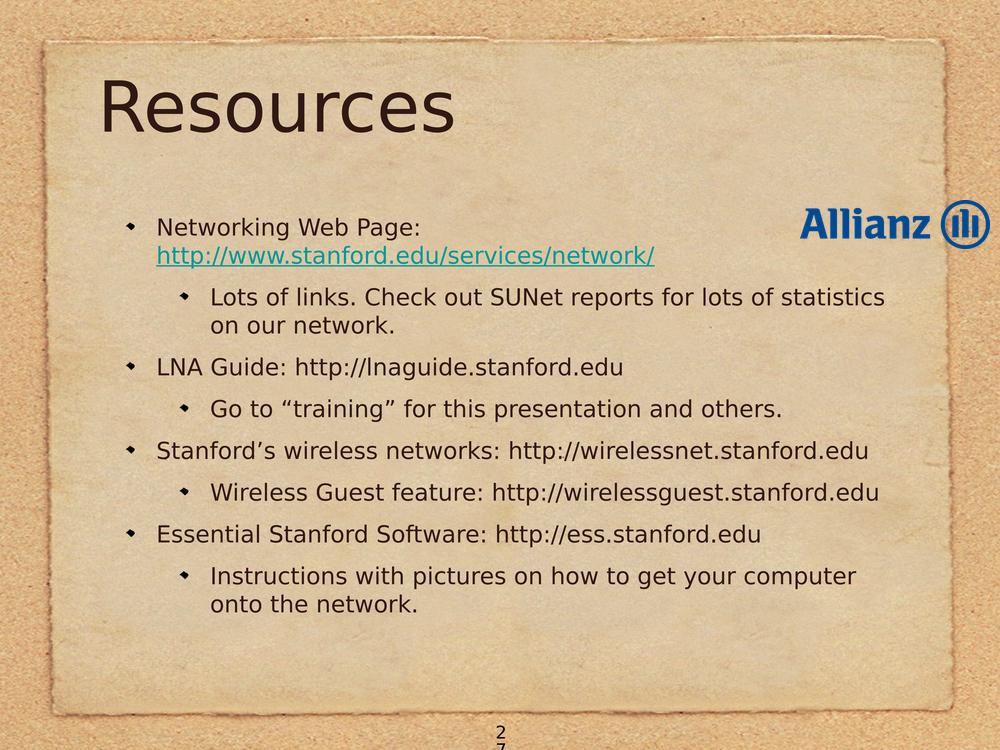 Resources
Networking Web Page:
http://www.stanford.edu/services/network/
Allianz
Lots of links. Check out SUNet reports for lots of statistics
on our network.
LNA Guide: http://lnaguide.stanford.edu
Go to “training” for this presentation and others.
Stanford’s wireless networks: http://wirelessnet.stanford.edu
Wireless Guest feature: http://wirelessguest.stanford.edu
Essential Stanford Software: http://ess.stanford.edu
Instructions with pictures on how to get your computer
onto the network.
2
7